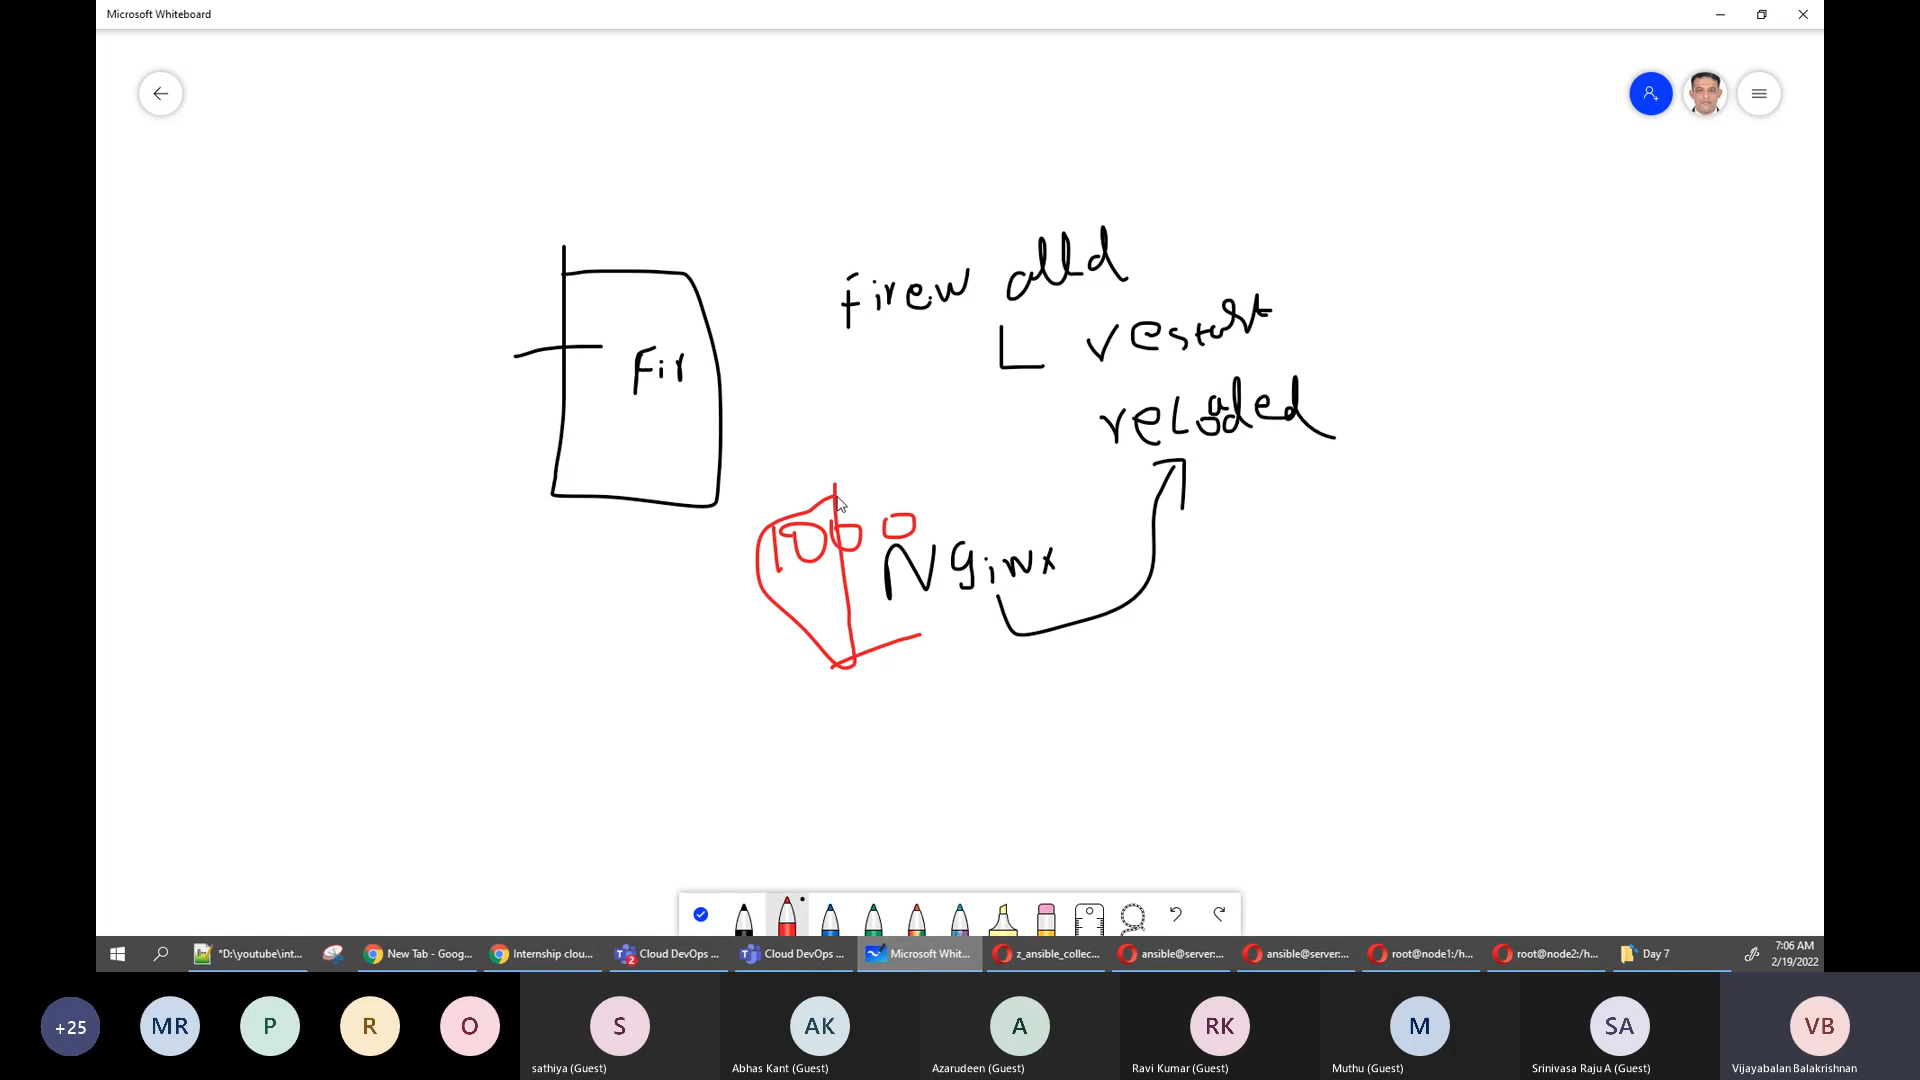 Microsoft Whiteboard
Firew alld
restart
Fir
reloaded
1000
Nginx
*D:\youtube\int...
New Tab - Goog...
Internship clou...
2
Cloud DevOps ...
Cloud DevOps ...
Microsoft Whit...
z_ansible_collec...
ansible@server:...
ansible@server:...
root@node1:/h...
root@node2:/h...
Day 7
7:06 AM
2/19/2022
+25
MR
P
R
O
S
AK
A
RK
M
SA
VB
sathiya (Guest)
Abhas Kant (Guest)
Azarudeen (Guest)
Ravi Kumar (Guest)
Muthu (Guest)
Srinivasa Raju A (Guest)
Vijayabalan Balakrishnan